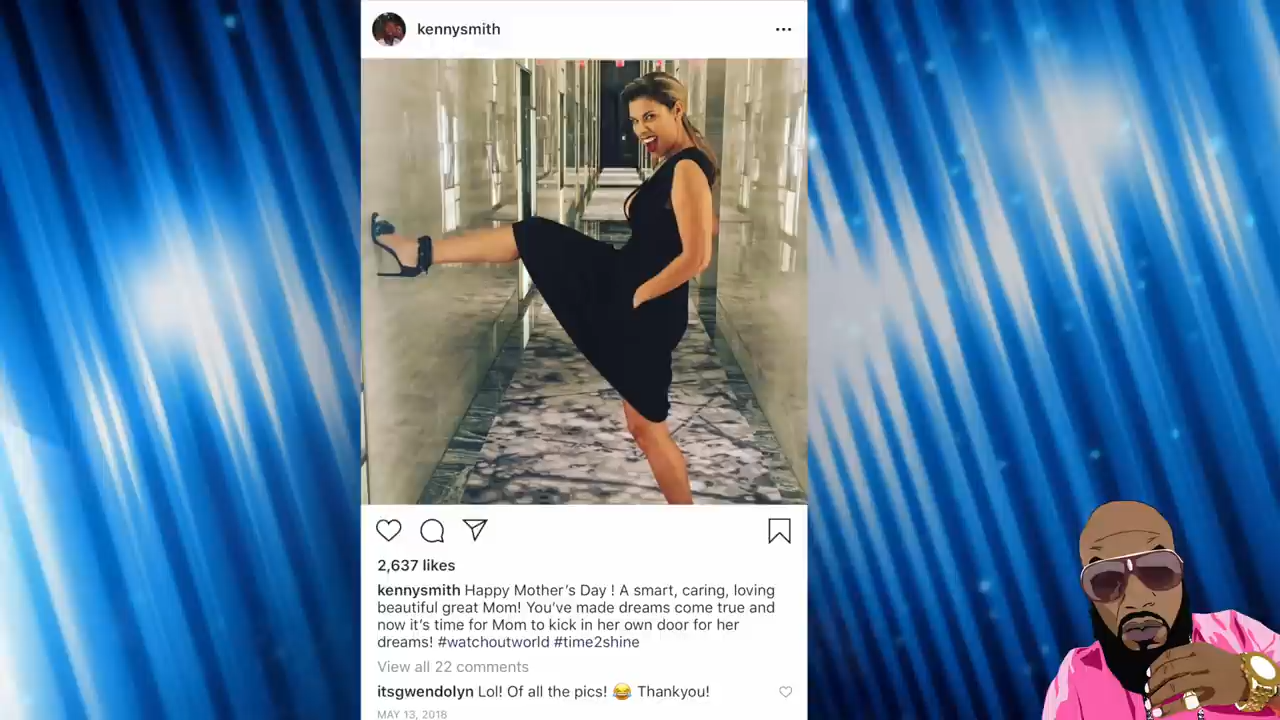 kennysmith
2,637 likes
kennysmith Happy Mother’s Day ! A smart, caring, loving
beautiful great Mom! You’ve made dreams come true and
now it’s time for Mom to kick in her own door for her
dreams! #watchoutworld #time2shine
View all 22 comments
itsgwendolyn Lol! Of all the pics! 😂 Thankyou!
MAY 13, 2018